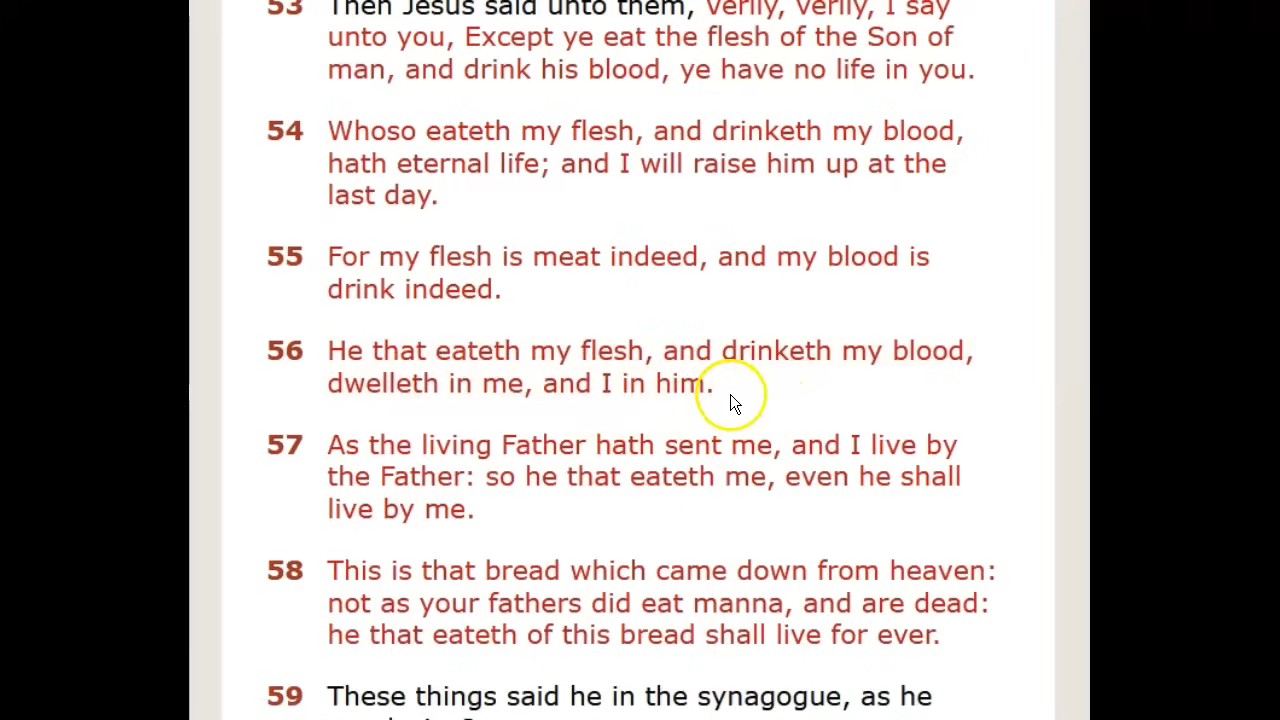 53 Then Jesus said unto them, Verily, verily, I say
unto you, Except ye eat the flesh of the Son of
man, and drink his blood, ye have no life in you.
54 Whoso eateth my flesh, and drinketh my blood,
hath eternal life; and I will raise him up at the
last day.
55 For my flesh is meat indeed, and my blood is
drink indeed.
56 He that eateth my flesh, and drinketh my blood,
dwelleth in me, and I in him.
57 As the living Father hath sent me, and I live by
the Father: so he that eateth me, even he shall
live by me.
58 This is that bread which came down from heaven:
not as your fathers did eat manna, and are dead:
he that eateth of this bread shall live for ever.
59 These things said he in the synagogue, as he